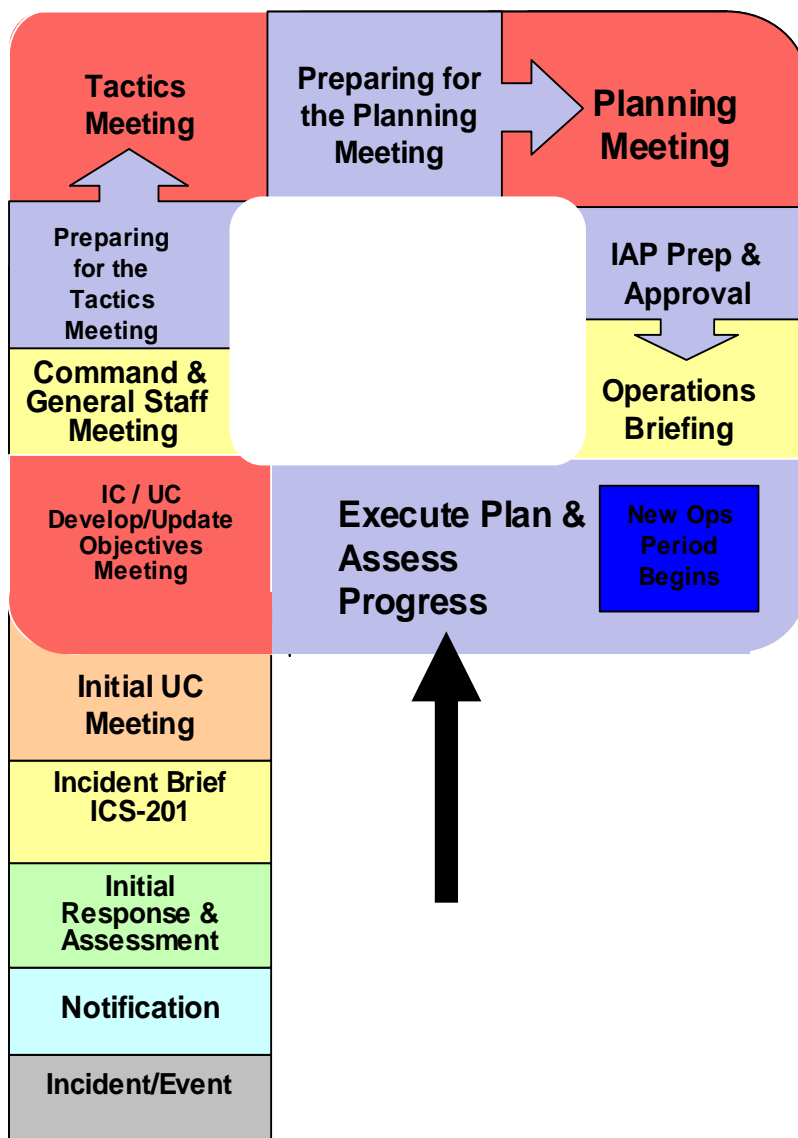 Tactics
Meeting
Preparing for
the Planning
Meeting
Planning
Meeting
Preparing
for the
Tactics
Meeting
IAP Prep &
Approval
Command &
General Staff
Meeting
Operations
Briefing
IC / UC
Develop/Update
Objectives
Meeting
Execute Plan &
Assess
Progress
New Ops
Period
Begins
Initial UC
Meeting
Incident Brief
ICS-201
Initial
Response &
Assessment
Notification
Incident/Event